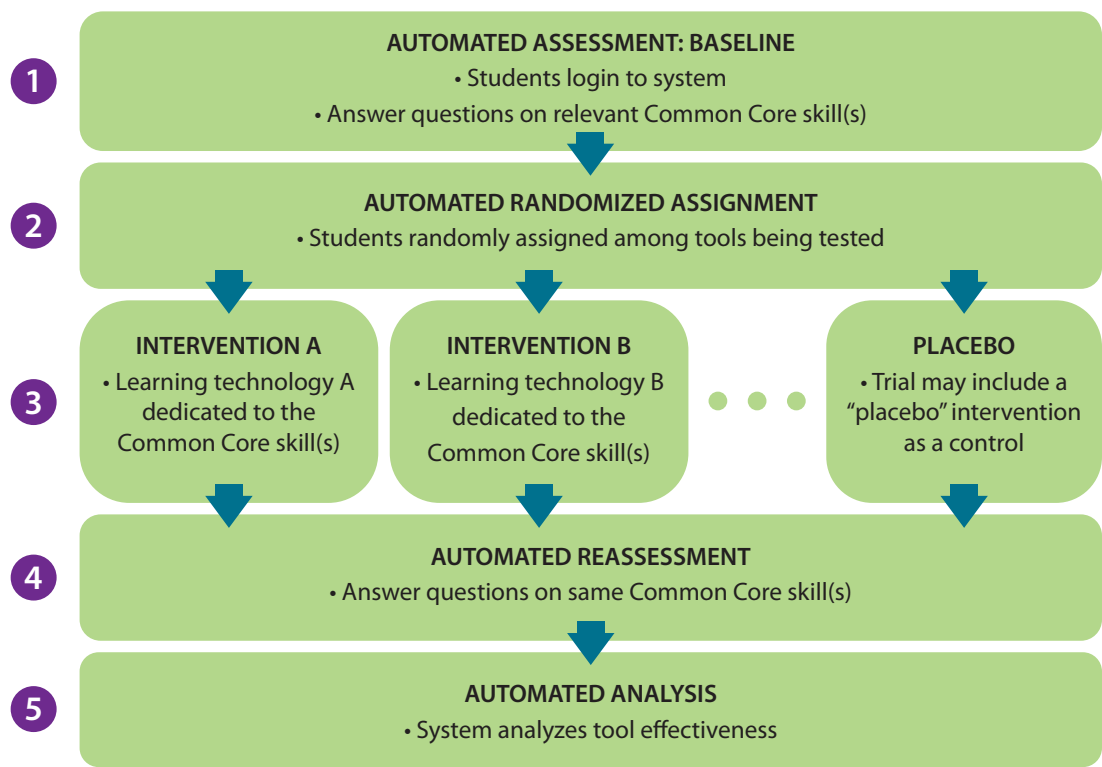 1
AUTOMATED ASSESSMENT: BASELINE
• Students login to system
• Answer questions on relevant Common Core skill(s)
2
AUTOMATED RANDOMIZED ASSIGNMENT
• Students randomly assigned among tools being tested
3
INTERVENTION A
• Learning technology A
dedicated to the
Common Core skill(s)
INTERVENTION B
• Learning technology B
dedicated to the
Common Core skill(s)
PLACEBO
• Trial may include a
“placebo” intervention
as a control
4
AUTOMATED REASSESSMENT
• Answer questions on same Common Core skill(s)
5
AUTOMATED ANALYSIS
• System analyzes tool effectiveness